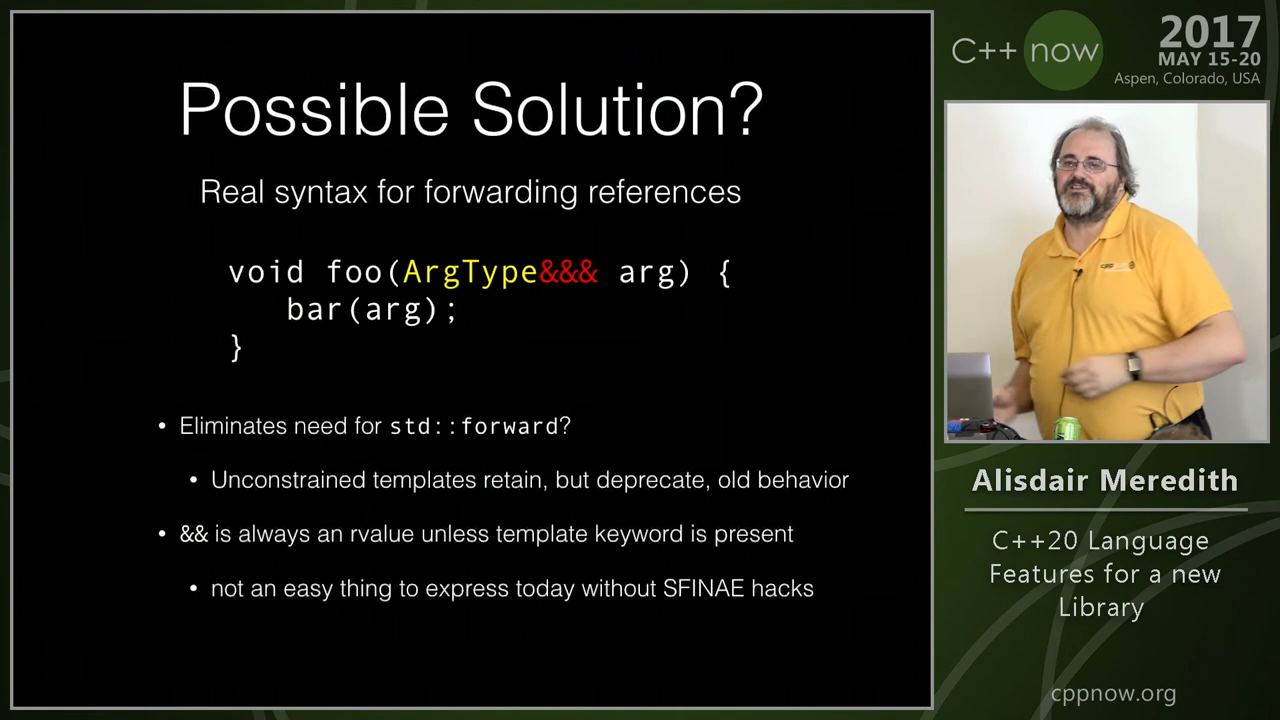 Possible Solution?
Real syntax for forwarding references
void foo(ArgType&&& arg) {
bar(arg);
}
• Eliminates need for std::forward?
• Unconstrained templates retain, but deprecate, old behavior
• && is always an rvalue unless template keyword is present
• not an easy thing to express today without SFINAE hacks
C++ now
2017
MAY 15-20
Aspen, Colorado, USA
Alisdair Meredith
C++20 Language
Features for a new
Library
cppnow.org